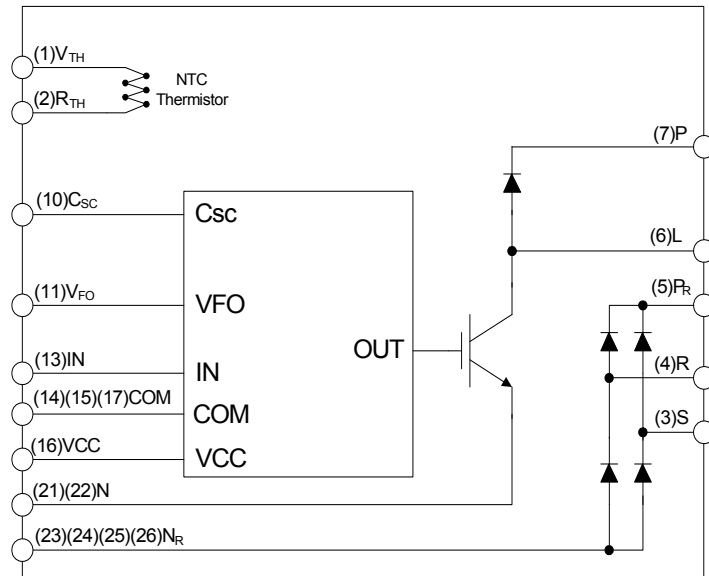 (1)VTH
NTC
Thermistor
(2)RTH
(7)P
(10)CSC
Csc
(6)L
(5)PR
(11)VFO
VFO
OUT
(4)R
(13)IN
IN
(14)(15)(17)COM
COM
(3)S
(16)VCC
VCC
(21)(22)N
(23)(24)(25)(26)NR